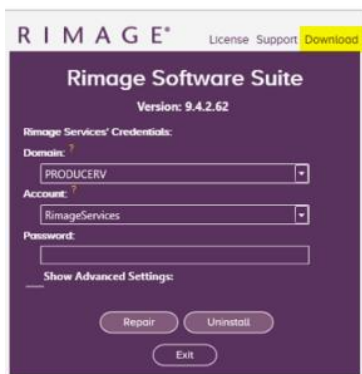 RIMAGE® License Support Download
Rimage Software Suite
Version: 9.4.2.62
Rimage Services' Credentials:
Domain: ?
PRODUCERV
Account: ?
RimageServices
Password:
Show Advanced Settings:
Repair Uninstall
Exit